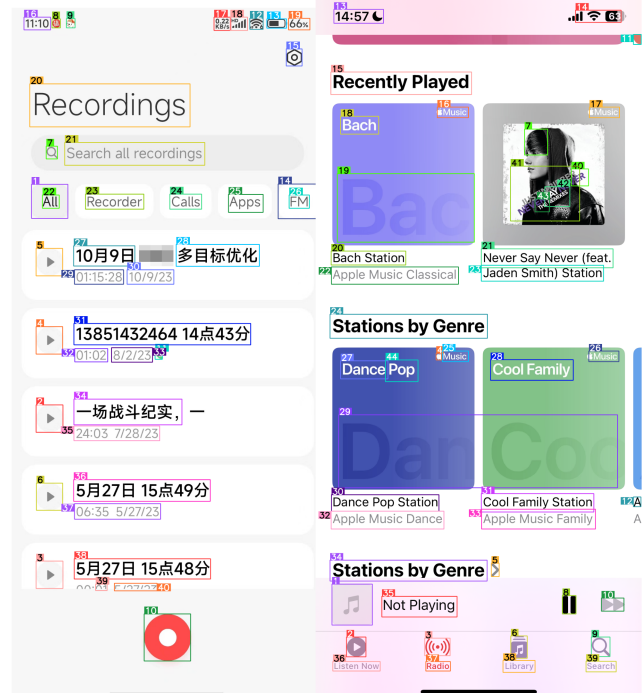 11:10
0.22 KB/s
66%
Recordings
Search all recordings
All
Recorder
Calls
Apps
FM
10月9日
多目标优化
01:15:28 10/9/23
13851432464 14点43分
01:02 8/2/23
一场战斗纪实，一
24:03 7/28/23
5月27日 15点49分
06:35 5/27/23
5月27日 15点48分
14:57
63
Recently Played
Music
Music
Bach
Bac
NEVER SAY NEVER
THE REMIXES
Bach Station
Apple Music Classical
Never Say Never (feat.
Jaden Smith) Station
Stations by Genre
Music
Music
Dance Pop
Cool Family
Dan
Coo
Dance Pop Station
Apple Music Dance
Cool Family Station
Apple Music Family
A
A
Stations by Genre
Not Playing
Listen Now
Radio
Library
Search